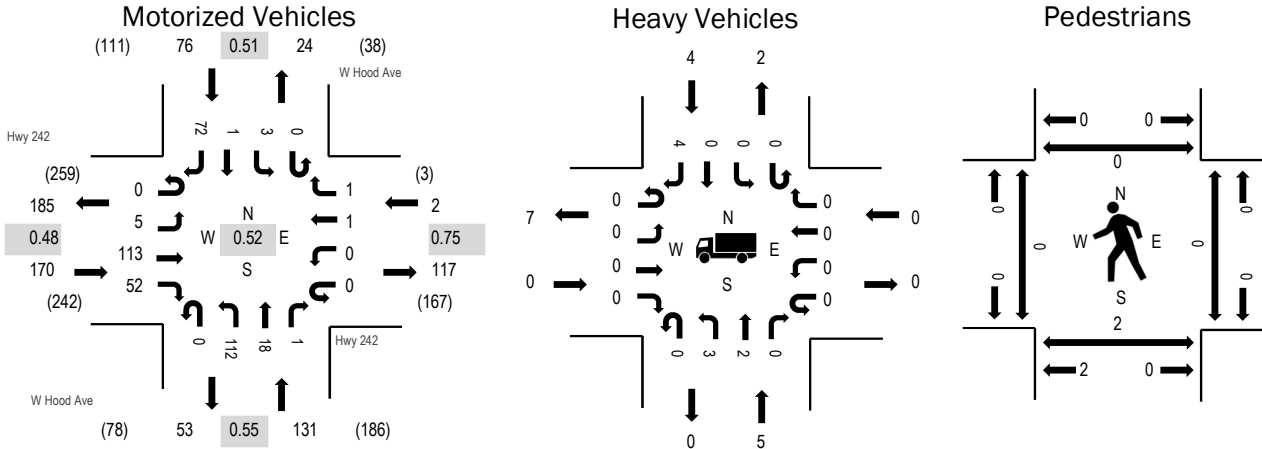 Motorized Vehicles
Heavy Vehicles
Pedestrians
(111) 76 0.51 24 (38)
W Hood Ave
Hwy 242
72 1 3 0
(259)
185
0.48
170
(242)
0
5
113
52
N
W 0.52 E
S
1
1
0
0
(3)
2
0.75
117
(167)
0 112 18 1
Hwy 242
W Hood Ave
(78) 53 0.55 131 (186)
4 2
4 0 0 0
7
0
0
0
0
0
N
W E
S
0
0
0
0
0
0
0 3 2 0
0 5
0 0
0
0
0
0
N
W E
S
0
0
0
2
2 0